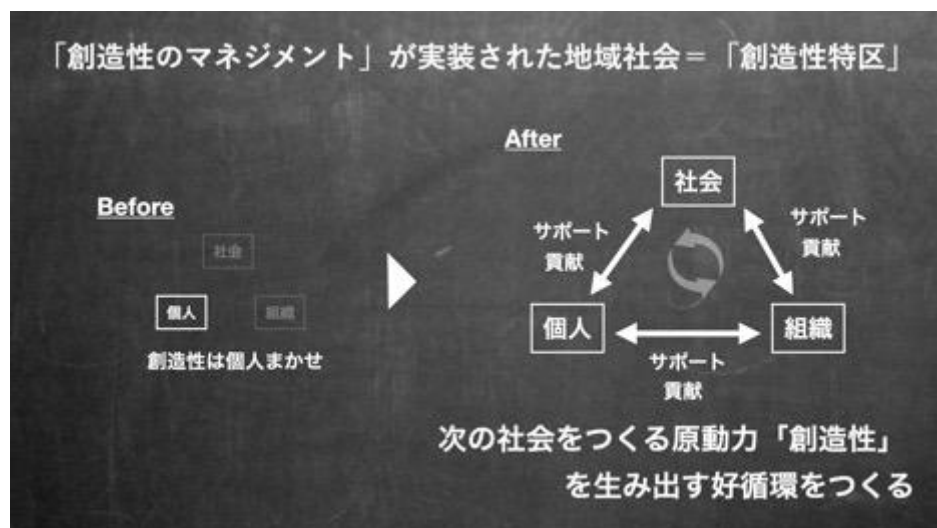 「創造性のマネジメント」が実装された地域社会＝「創造性特区」
Before
社会
個人
組織
創造性は個人まかせ
After
社会
サポート
貢献
サポート
貢献
個人
組織
サポート
貢献
次の社会をつくる原動力「創造性」
を生み出す好循環をつくる